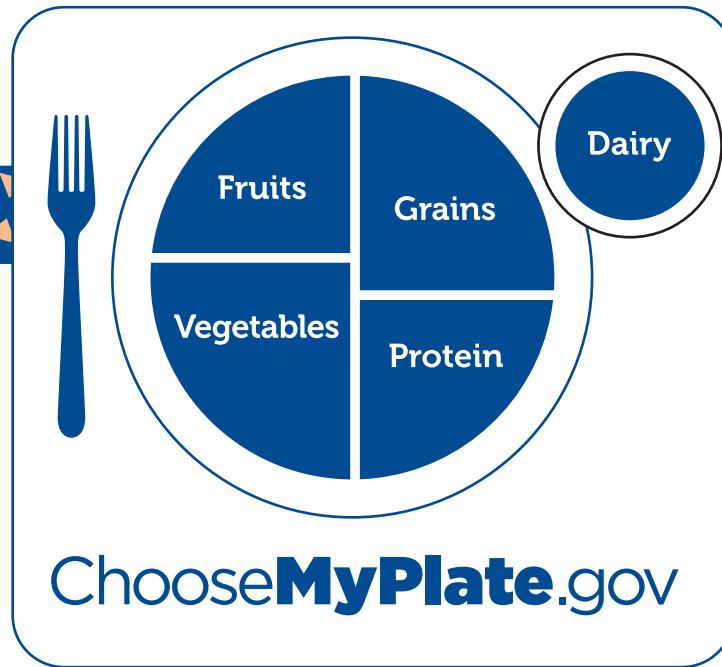 Fruits
Grains
Dairy
Vegetables
Protein
ChooseMyPlate.gov